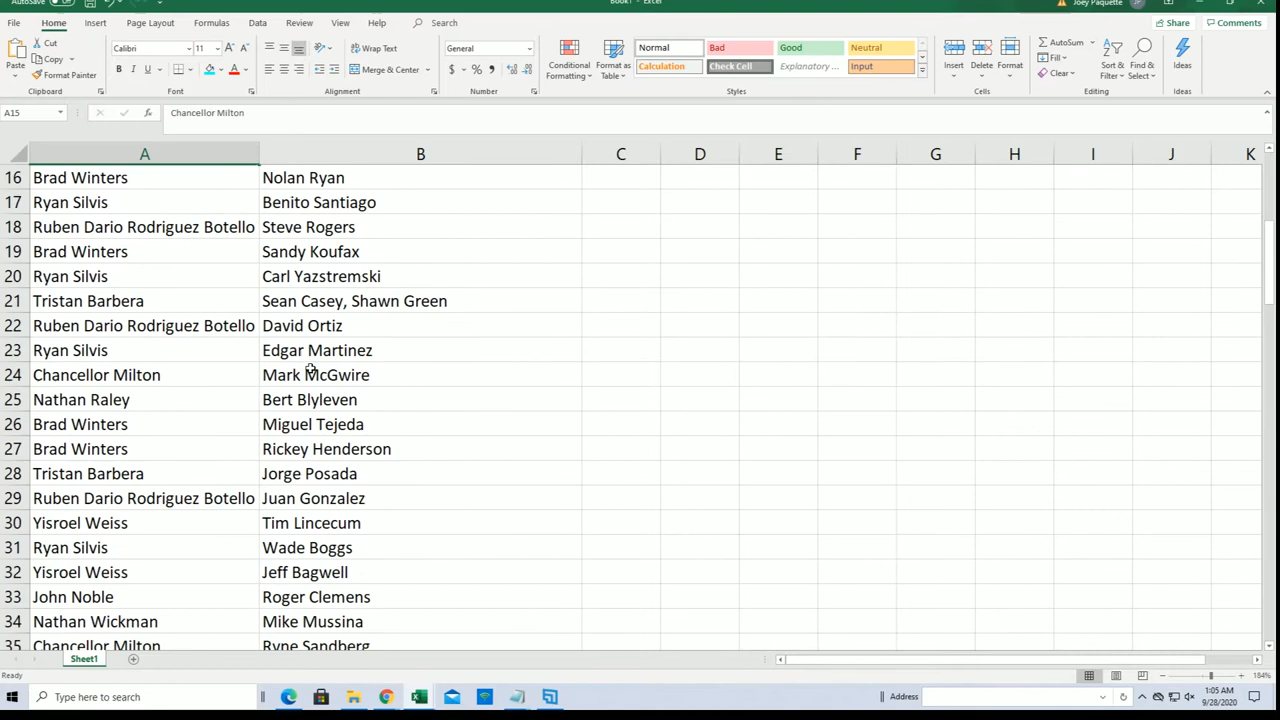 AutoSave Off Book1 - Excel Joey Paquette JP
File Home Insert Page Layout Formulas Data Review View Help Search Share Comments
Paste Cut Copy Format Painter Clipboard
Calibri 11 B I U A Font
Wrap Text Merge & Center Alignment
General $ % , Number
Conditional Formatting Format as Table
Normal Bad Good Neutral
Calculation Check Cell Explanatory ... Input
Styles
Insert Delete Format Cells
AutoSum Fill Clear Sort & Filter Find & Select Editing
Ideas Ideas
A15 fx Chancellor Milton
A B C D E F G H I J K
16 Brad Winters Nolan Ryan
17 Ryan Silvis Benito Santiago
18 Ruben Dario Rodriguez Botello Steve Rogers
19 Brad Winters Sandy Koufax
20 Ryan Silvis Carl Yazstremski
21 Tristan Barbera Sean Casey, Shawn Green
22 Ruben Dario Rodriguez Botello David Ortiz
23 Ryan Silvis Edgar Martinez
24 Chancellor Milton Mark McGwire
25 Nathan Raley Bert Blyleven
26 Brad Winters Miguel Tejeda
27 Brad Winters Rickey Henderson
28 Tristan Barbera Jorge Posada
29 Ruben Dario Rodriguez Botello Juan Gonzalez
30 Yisroel Weiss Tim Lincecum
31 Ryan Silvis Wade Boggs
32 Yisroel Weiss Jeff Bagwell
33 John Noble Roger Clemens
34 Nathan Wickman Mike Mussina
35 Chancellor Milton Ryne Sandberg
Sheet1
Ready 184%
Type here to search Address 1:05 AM
9/28/2020